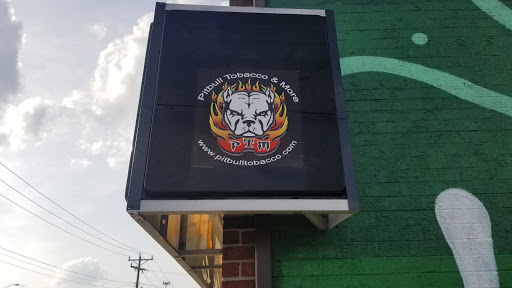 Pitbull Tobacco & More
PTM
www.pitbulltobacco.com